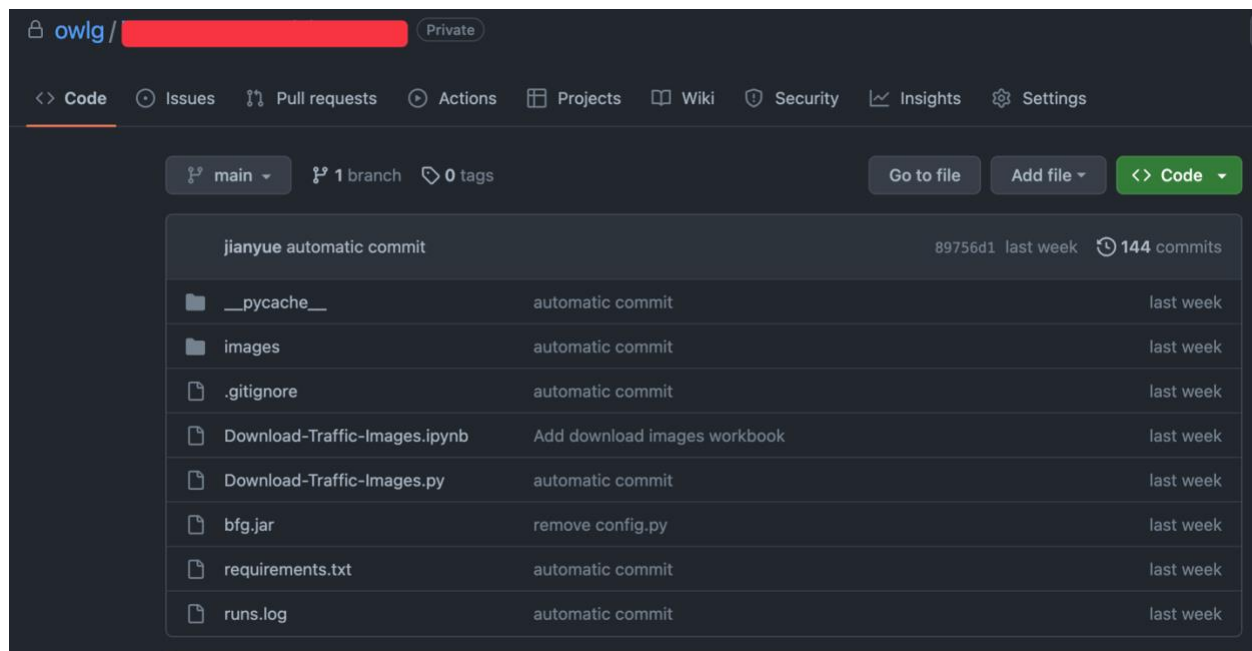 owlg / Private
<> Code Issues Pull requests Actions Projects Wiki Security Insights Settings
main 1 branch 0 tags Go to file Add file <> Code
jianyue automatic commit 89756d1 last week 144 commits
__pycache__ automatic commit last week
images automatic commit last week
.gitignore automatic commit last week
Download-Traffic-Images.ipynb Add download images workbook last week
Download-Traffic-Images.py automatic commit last week
bfg.jar remove config.py last week
requirements.txt automatic commit last week
runs.log automatic commit last week